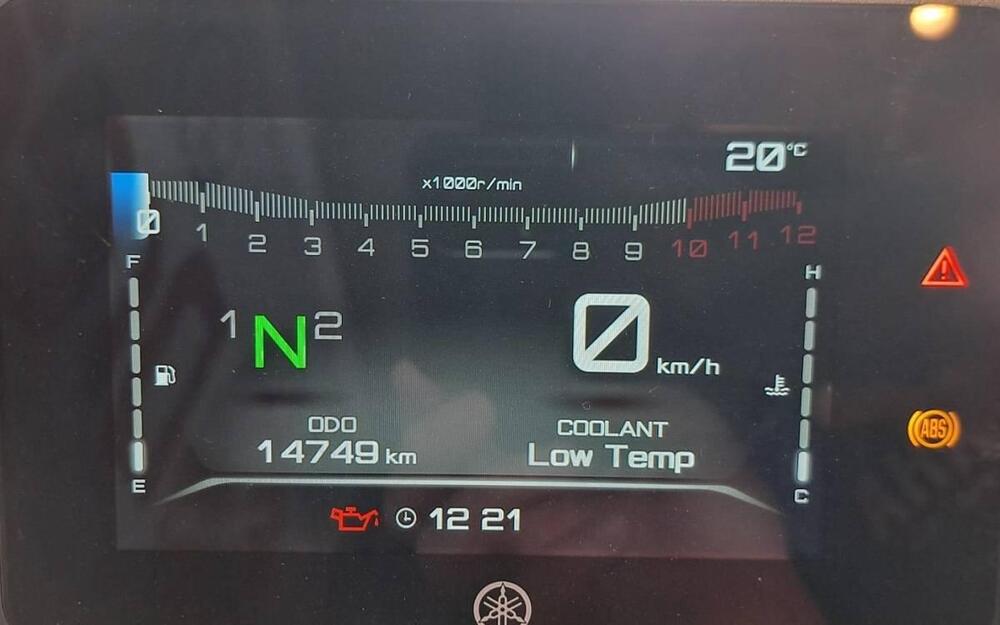 20°C
x1000r/min
0 1 2 3 4 5 6 7 8 9 10 11 12
F
H
1 N 2
0 km/h
ODO
14749 km
COOLANT
Low Temp
E
C
12 21
ABS